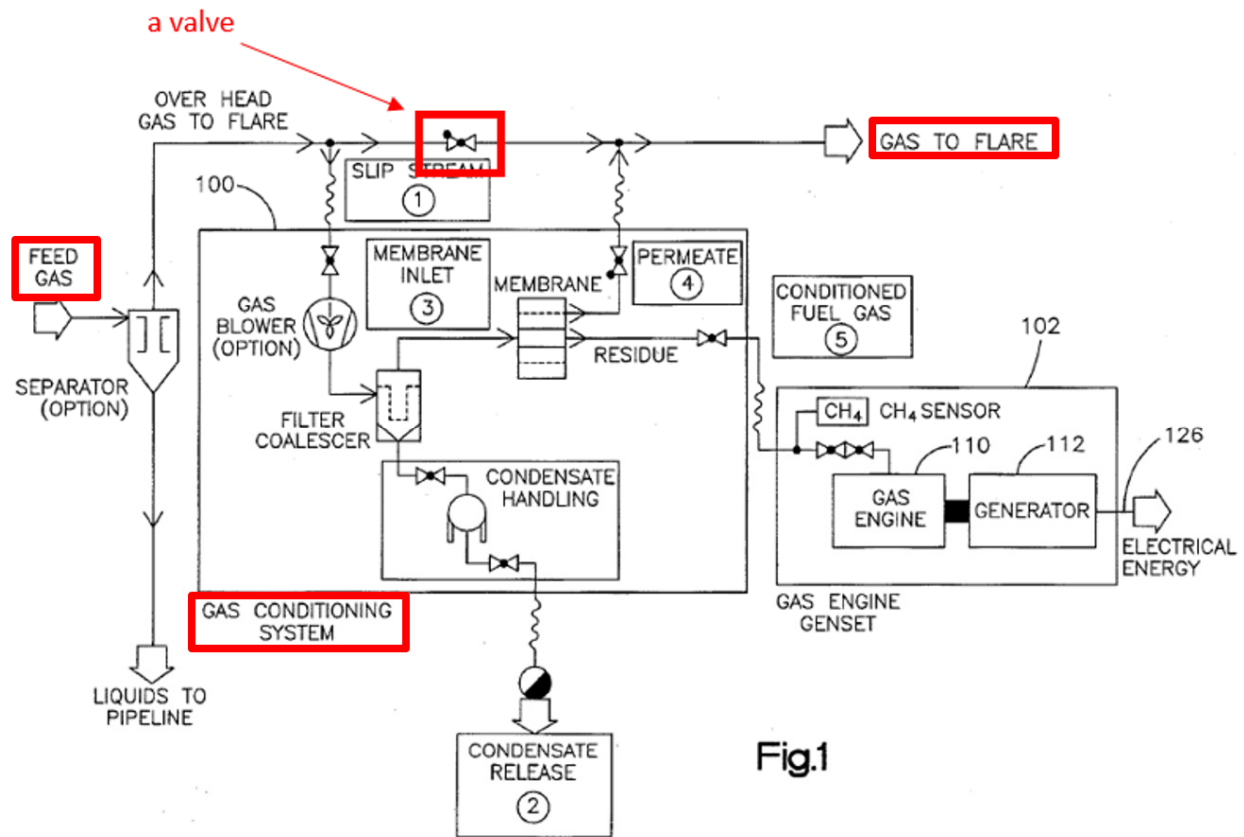 a valve
OVER HEAD
GAS TO FLARE
GAS TO FLARE
SLIP STREAM
1
100
FEED
GAS
MEMBRANE
INLET
3
MEMBRANE
PERMEATE
4
GAS
BLOWER
(OPTION)
CONDITIONED
FUEL GAS
5
RESIDUE
102
SEPARATOR
(OPTION)
FILTER
COALESCER
CH₄
CH₄ SENSOR
110
112
126
CONDENSATE
HANDLING
GAS
ENGINE
GENERATOR
ELECTRICAL
ENERGY
GAS CONDITIONING
SYSTEM
GAS ENGINE
GENSET
LIQUIDS TO
PIPELINE
CONDENSATE
RELEASE
2
Fig.1